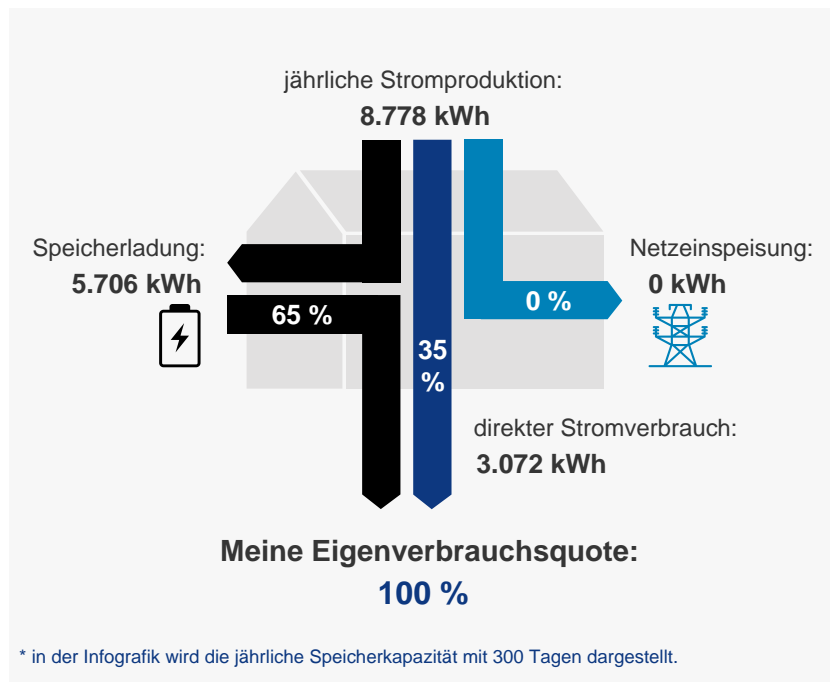 jährliche Stromproduktion:
8.778 kWh
Speicherladung:
5.706 kWh
Netzeinspeisung:
0 kWh
65 %
0 %
35
%
direkter Stromverbrauch:
3.072 kWh
Meine Eigenverbrauchsquote:
100 %
* in der Infografik wird die jährliche Speicherkapazität mit 300 Tagen dargestellt.